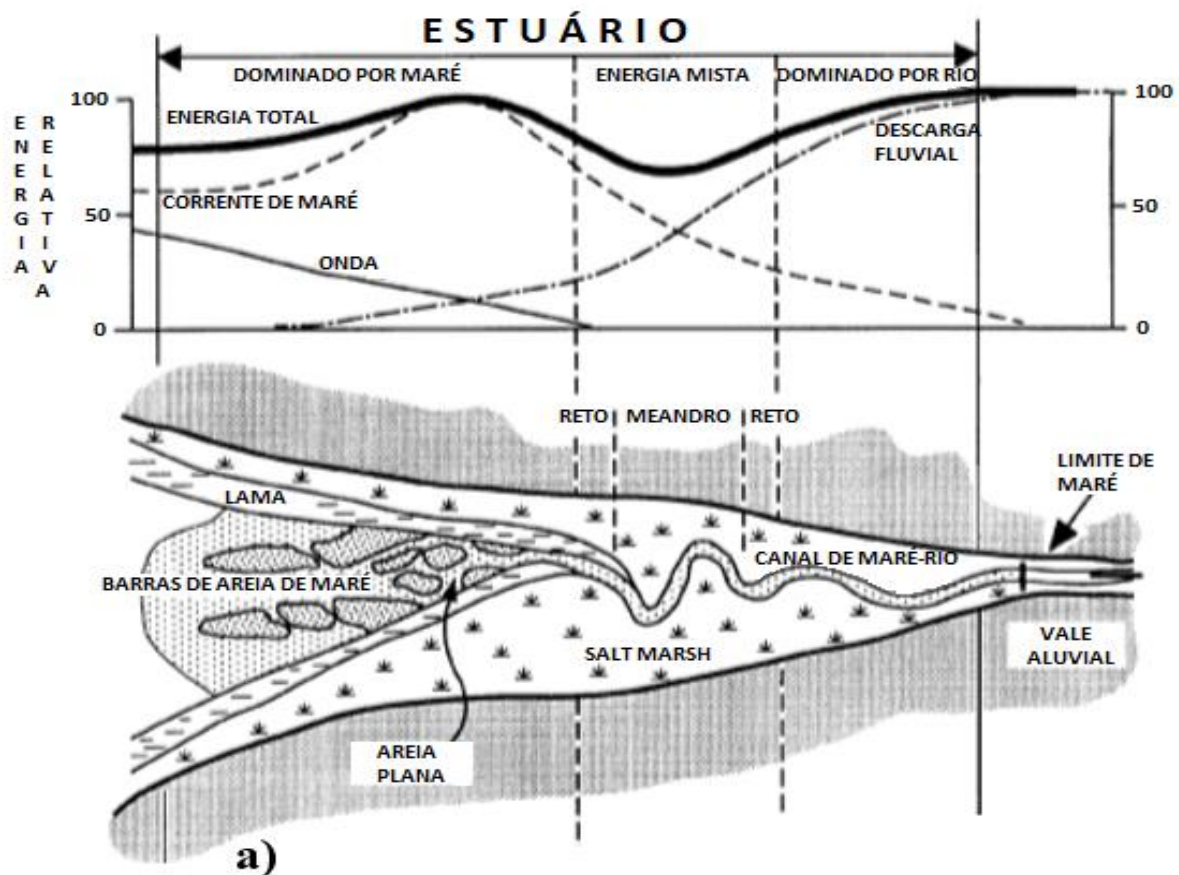 ESTUÁRIO
DOMINADO POR MARÉ
ENERGIA MISTA
DOMINADO POR RIO
100
50
0
ENERGIA
RELATIVA
ENERGIA TOTAL
CORRENTE DE MARÉ
ONDA
DESCARGA
FLUVIAL
100
50
0
RETO
MEANDRO
RETO
LIMITE DE
MARÉ
LAMA
BARRAS DE AREIA DE MARÉ
CANAL DE MARÉ-RIO
SALT MARSH
VALE
ALUVIAL
AREIA
PLANA
a)